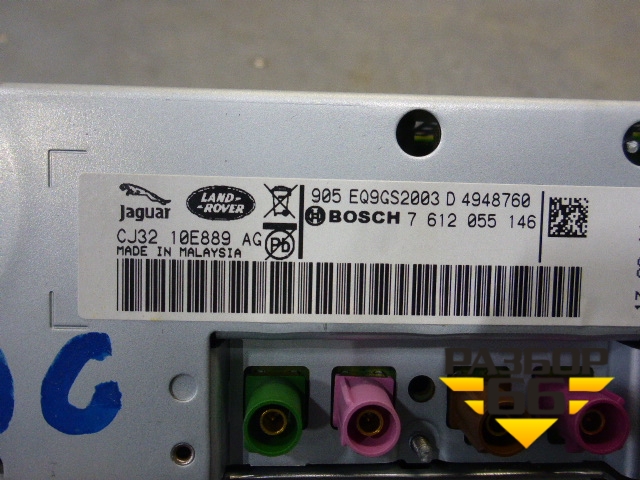 Jaguar
LAND-
ROVER
905 EQ9GS2003 D 4948760
BOSCH 7 612 055 146
CJ32 10E889 AG
Pb
MADE IN MALAYSIA
РАЗБОР
66